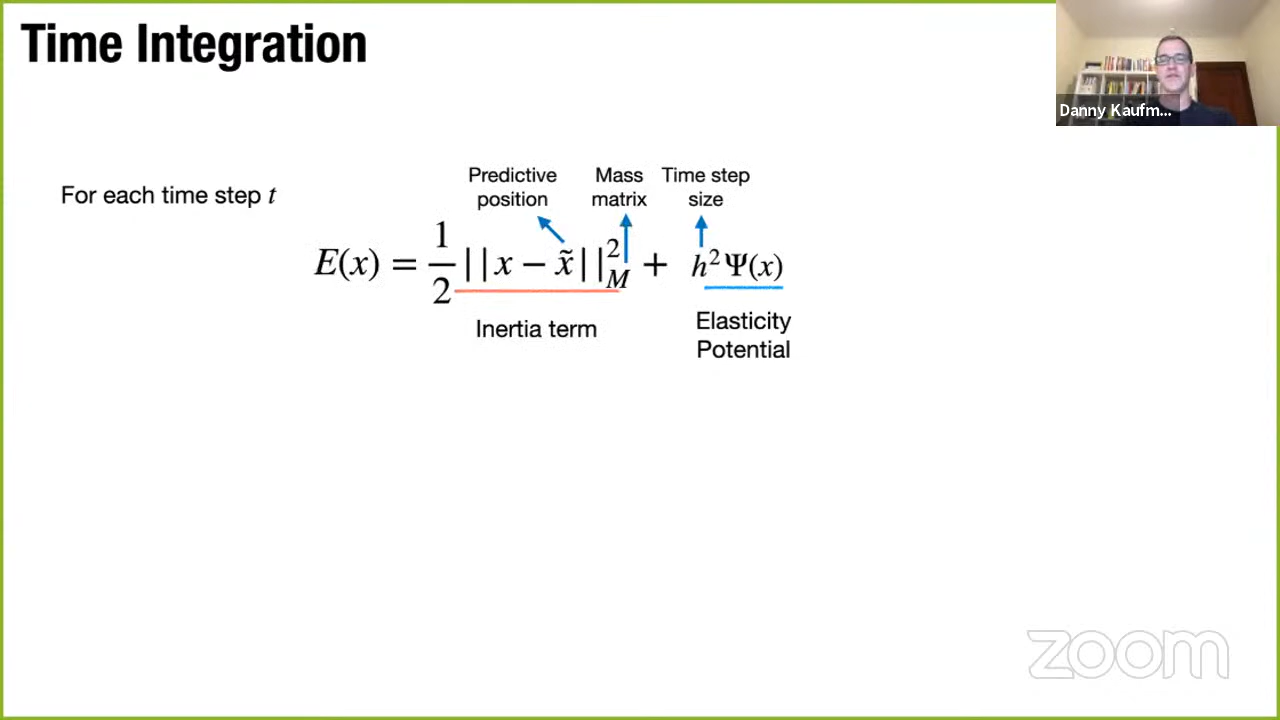 Time Integration
Danny Kaufm...
For each time step t
Predictive position
Mass matrix
Time step size
E(x) = 1/2 ||x − x̃||²_M + h²Ψ(x)
Inertia term
Elasticity Potential
zoom